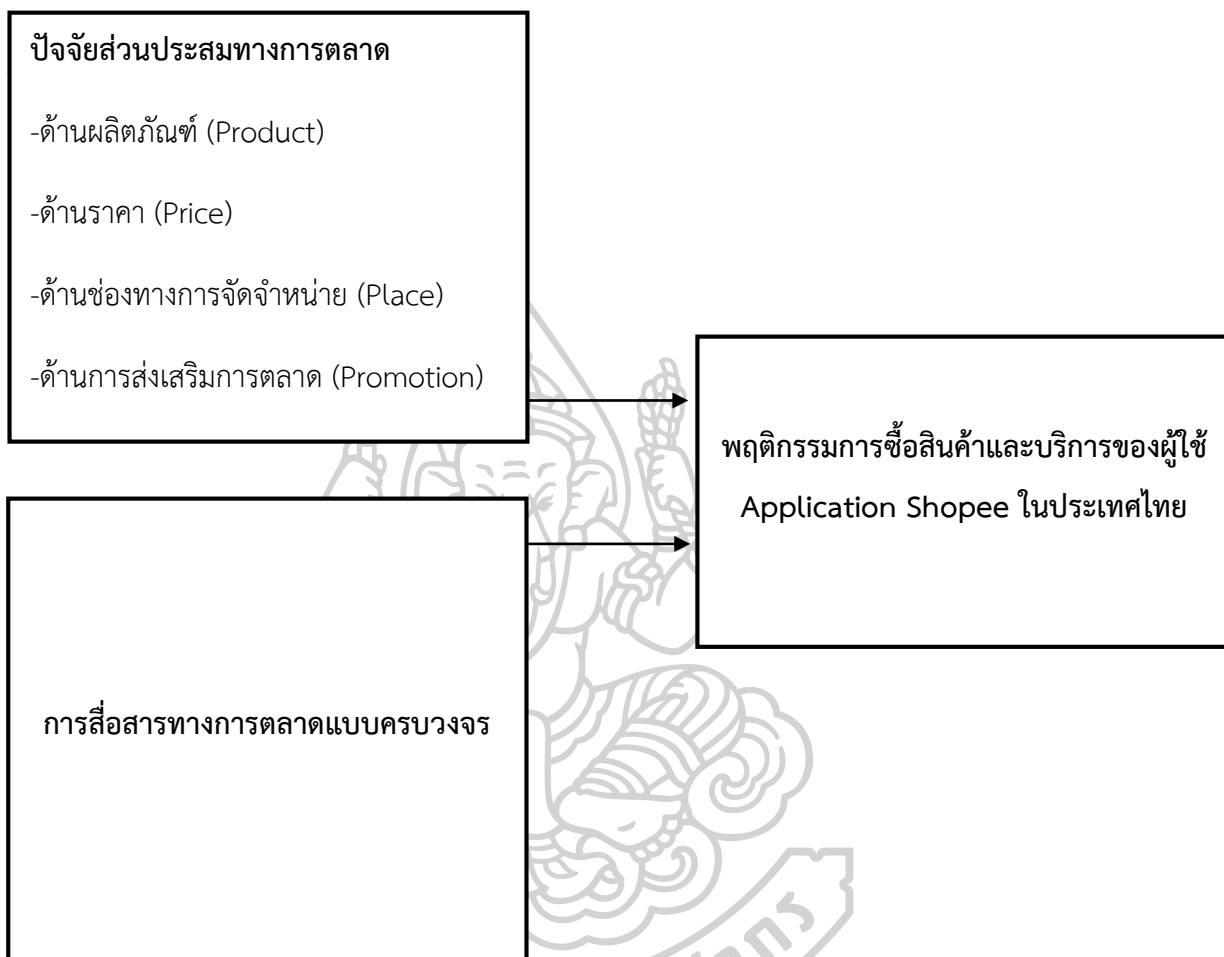 ปัจจัยส่วนประสมทางการตลาด
-ด้านผลิตภัณฑ์ (Product)
-ด้านราคา (Price)
-ด้านช่องทางการจัดจำหน่าย (Place)
-ด้านการส่งเสริมการตลาด (Promotion)
พฤติกรรมการซื้อสินค้าและบริการของผู้ใช้
Application Shopee ในประเทศไทย
การสื่อสารทางการตลาดแบบครบวงจร